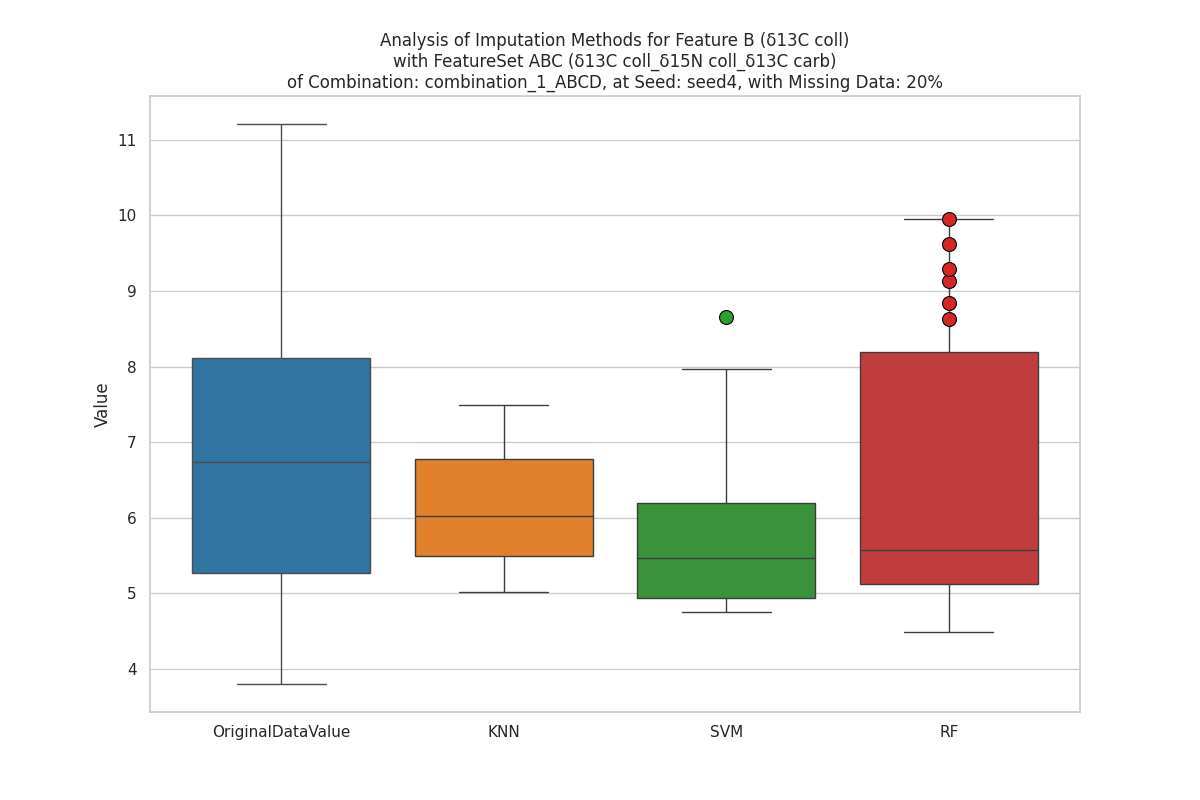 Analysis of Imputation Methods for Feature B (δ13C coll)
with FeatureSet ABC (δ13C coll_δ15N coll_δ13C carb)
of Combination: combination_1_ABCD, at Seed: seed4, with Missing Data: 20%
11
10
9
8
7
6
5
4
Value
OriginalDataValue
KNN
SVM
RF